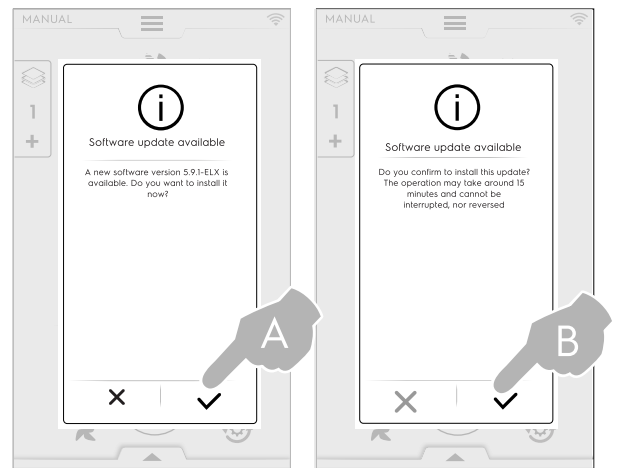 MANUAL
1
+
i
Software update available
A new software version 5.9.1-ELX is
available. Do you want to install it
now?
A
MANUAL
1
+
i
Software update available
Do you confirm to install this update?
The operation may take around 15
minutes and cannot be
interrupted, nor reversed
B